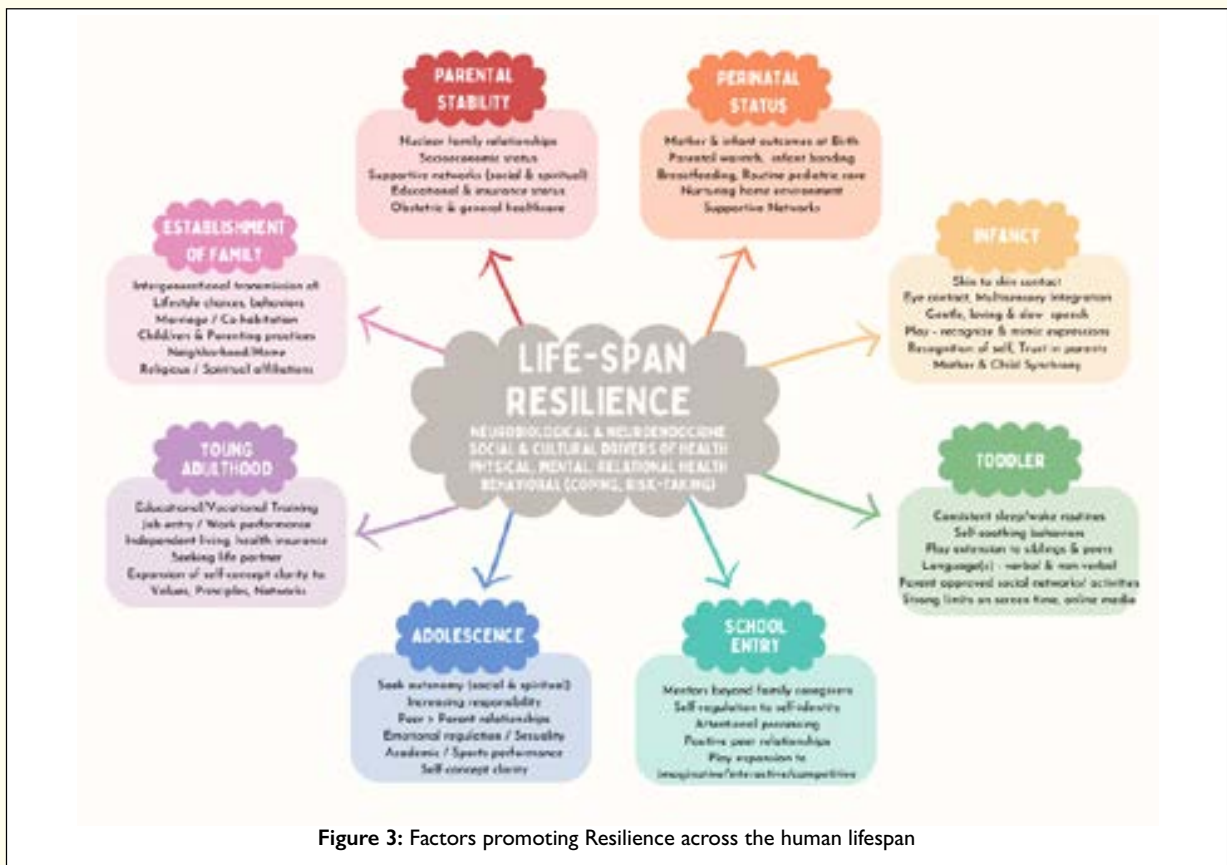 PARENTAL
STABILITY
Nuclear family relationships
Socioeconomic status
Supportive networks (social & spiritual)
Educational & insurance status
Obstetric & general healthcare
PERINATAL
STATUS
Mother & infant outcomes at Birth
Parental warmth, infant bonding
Breastfeeding, Routine pediatric care
Nurturing home environment
Supportive Networks
ESTABLISHMENT
OF FAMILY
Intergenerational transmission of:
Lifestyle choices, behaviors
Marriage / Co-habitation
Children & Parenting practices
Neighborhood/Home
Religious / Spiritual affiliations
INFANCY
Skin to skin contact
Eye contact, Multisensory integration
Gentle, loving & slow speech
Play - recognize & mimic expressions
Recognition of self, Trust in parents
Mother & Child Synchrony
LIFE-SPAN
RESILIENCE
NEUROBIOLOGICAL & NEUROENDOCRINE
SOCIAL & CULTURAL DRIVERS OF HEALTH
PHYSICAL, MENTAL, RELATIONAL HEALTH
BEHAVIORAL (COPING, RISK-TAKING)
YOUNG
ADULTHOOD
Educational/Vocational Training
Job entry / Work performance
Independent living, health insurance
Seeking life partner
Expansion of self-concept clarity to:
Values, Principles, Networks
TODDLER
Consistent sleep/wake routines
Self-soothing behaviors
Play extension to siblings & peers
Language(s) - verbal & non-verbal
Parent approved social networks/ activities
Strong limits on screen time, online media
ADOLESCENCE
Seek autonomy (social & spiritual)
Increasing responsibility
Peer > Parent relationships
Emotional regulation / Sexuality
Academic / Sports performance
Self-concept clarity
SCHOOL
ENTRY
Mentors beyond family caregivers
Self-regulation to self-identity
Attentional processing
Positive peer relationships
Play expansion to
imaginative/interactive/competitive
Figure 3: Factors promoting Resilience across the human lifespan